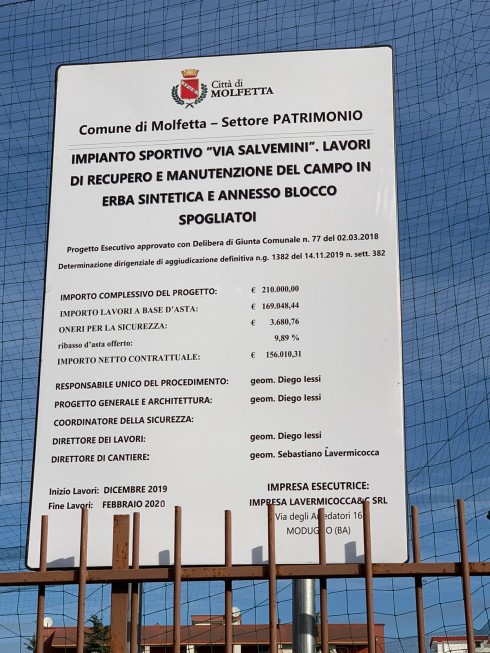 Città di
MOLFETTA
Comune di Molfetta – Settore PATRIMONIO
IMPIANTO SPORTIVO "VIA SALVEMINI". LAVORI
DI RECUPERO E MANUTENZIONE DEL CAMPO IN
ERBA SINTETICA E ANNESSO BLOCCO
SPOGLIATOI
Progetto Esecutivo approvato con Delibera di Giunta Comunale n. 77 del 02.03.2018
Determinazione dirigenziale di aggiudicazione definitiva n.g. 1382 del 14.11.2019 n. sett. 382
IMPORTO COMPLESSIVO DEL PROGETTO: € 210.000,00
IMPORTO LAVORI A BASE D'ASTA: € 169.048,44
ONERI PER LA SICUREZZA: € 3.680,76
ribasso d'asta offerto: 9,89 %
IMPORTO NETTO CONTRATTUALE: € 156.010,31
RESPONSABILE UNICO DEL PROCEDIMENTO: geom. Diego Iessi
PROGETTO GENERALE E ARCHITETTURA: geom. Diego Iessi
COORDINATORE DELLA SICUREZZA:
DIRETTORE DEI LAVORI: geom. Diego Iessi
DIRETTORE DI CANTIERE: geom. Sebastiano Lavermicocca
Inizio Lavori: DICEMBRE 2019 IMPRESA ESECUTRICE:
Fine Lavori: FEBBRAIO 2020 IMPRESA LAVERMICOCCA&C SRL
Via degli 16
MODUGNO (BA)